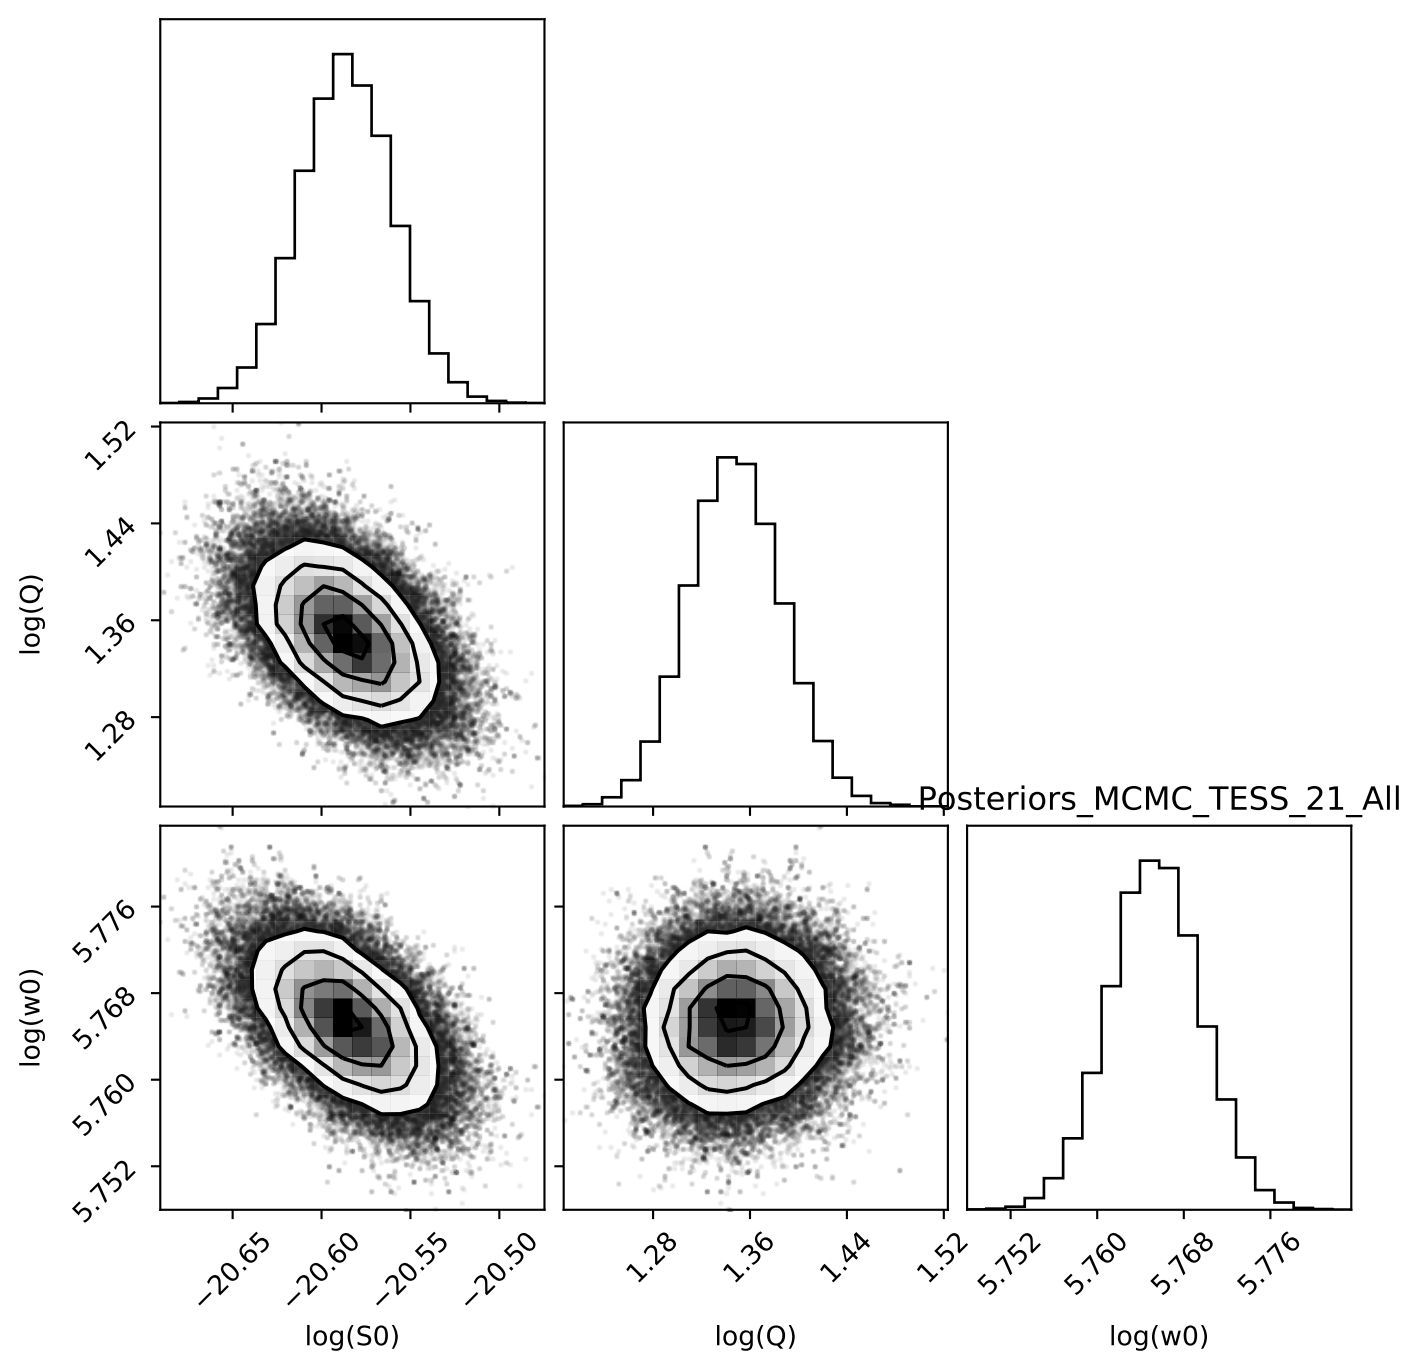 1.52
1.44
1.36
1.28
log(Q)
Posteriors_MCMC_TESS_21_All
5.776
5.768
5.760
5.752
log(w0)
−20.65 −20.60 −20.55 −20.50 1.28 1.36 1.44 1.52 5.752 5.760 5.768 5.776
log(S0) log(Q) log(w0)